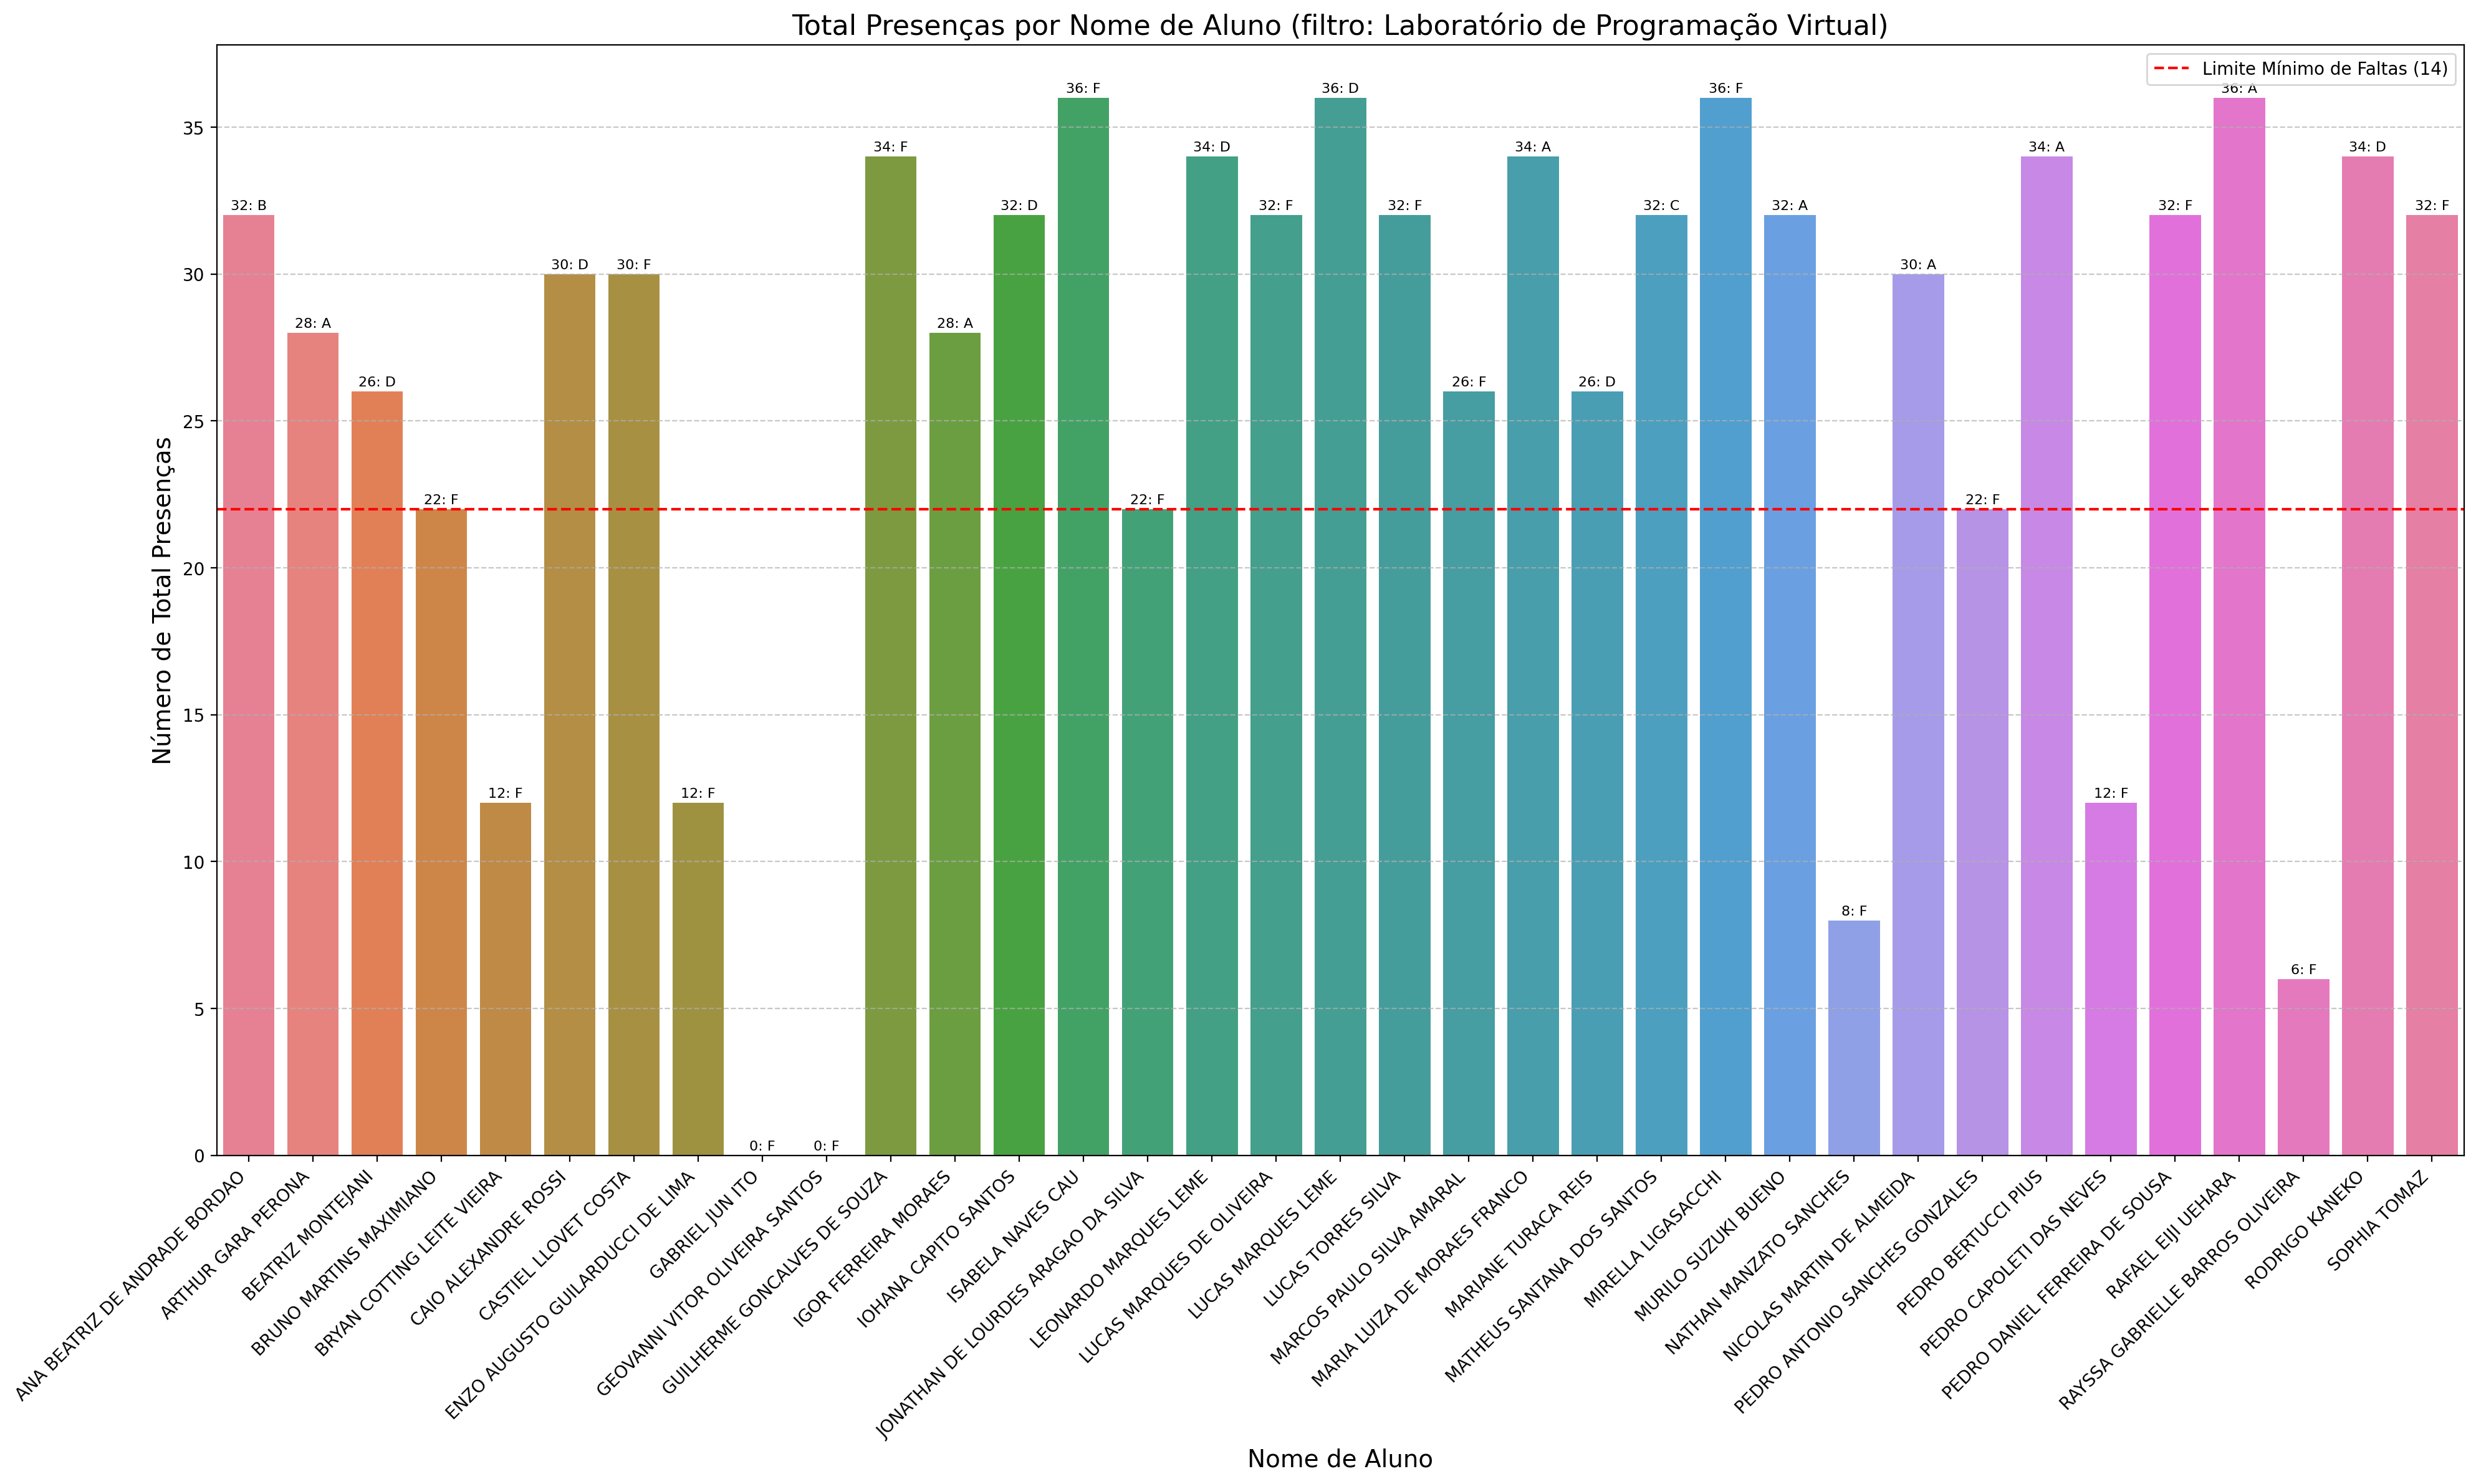 Total Presenças por Nome de Aluno (filtro: Laboratório de Programação Virtual)
Limite Mínimo de Faltas (14)
Número de Total Presenças
35
30
25
20
15
10
5
0
32: B
28: A
26: D
22: F
12: F
30: D
30: F
12: F
0: F
0: F
34: F
28: A
32: D
36: F
22: F
34: D
32: F
36: D
32: F
26: F
34: A
26: D
32: C
36: F
32: A
8: F
30: A
22: F
34: A
12: F
32: F
36: A
6: F
34: D
32: F
ANA BEATRIZ DE ANDRADE BORDAO
ARTHUR GARA PERONA
BEATRIZ MONTEJANI
BRUNO MARTINS MAXIMIANO
BRYAN COTTING LEITE VIEIRA
CAIO ALEXANDRE ROSSI
CASTIEL LLOVET COSTA
ENZO AUGUSTO GUILARDUCCI DE LIMA
GABRIEL JUN ITO
GEOVANNI VITOR OLIVEIRA SANTOS
GUILHERME GONCALVES DE SOUZA
IGOR FERREIRA MORAES
IOHANA CAPITO SANTOS
ISABELA NAVES CAU
JONATHAN DE LOURDES ARAGAO DA SILVA
LEONARDO MARQUES LEME
LUCAS MARQUES DE OLIVEIRA
LUCAS MARQUES LEME
LUCAS TORRES SILVA
MARCOS PAULO SILVA AMARAL
MARIA LUIZA DE MORAES FRANCO
MARIANE TURACA REIS
MATHEUS SANTANA DOS SANTOS
MIRELLA LIGASACCHI
MURILO SUZUKI BUENO
NATHAN MANZATO SANCHES
NICOLAS MARTIN DE ALMEIDA
PEDRO ANTONIO SANCHES GONZALES
PEDRO BERTUCCI PIUS
PEDRO CAPOLETI DAS NEVES
PEDRO DANIEL FERREIRA DE SOUSA
RAFAEL EIJI UEHARA
RAYSSA GABRIELLE BARROS OLIVEIRA
RODRIGO KANEKO
SOPHIA TOMAZ
Nome de Aluno